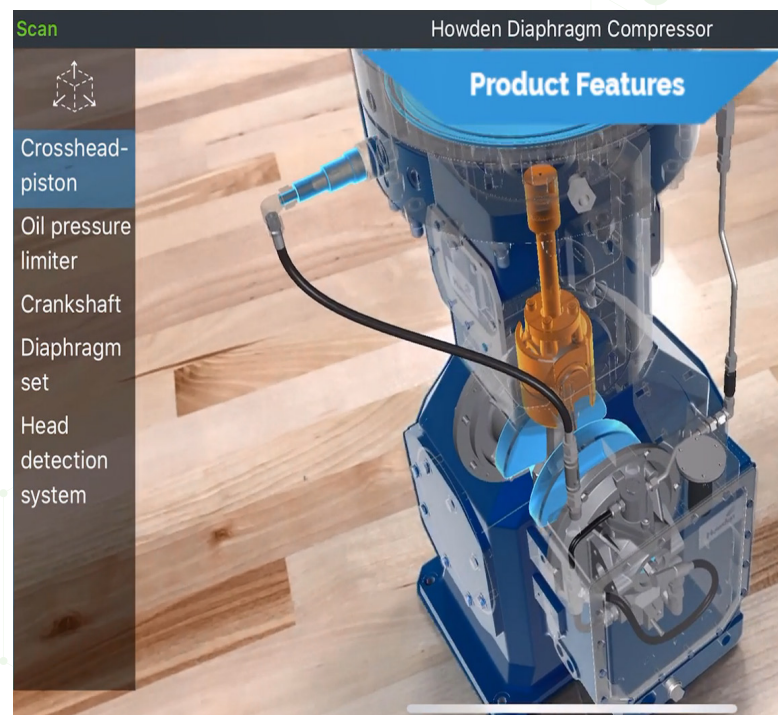 Scan
Howden Diaphragm Compressor
Product Features
Crosshead-
piston
Oil pressure
limiter
Crankshaft
Diaphragm
set
Head
detection
system